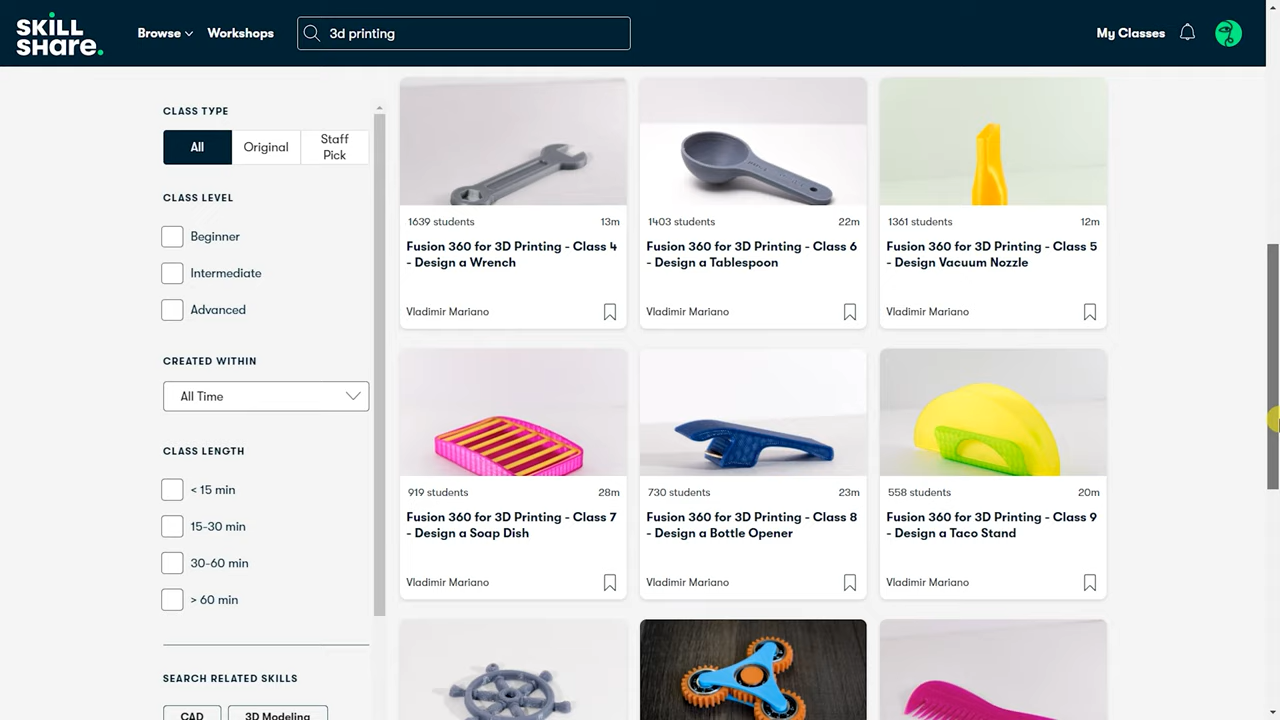 SKILL
SHARE.
Browse
Workshops
3d printing
My Classes
CLASS TYPE
All
Original
Staff
Pick
CLASS LEVEL
Beginner
Intermediate
Advanced
CREATED WITHIN
All Time
CLASS LENGTH
< 15 min
15-30 min
30-60 min
> 60 min
SEARCH RELATED SKILLS
CAD
3D Modeling
1639 students
13m
Fusion 360 for 3D Printing - Class 4
- Design a Wrench
Vladimir Mariano
1403 students
22m
Fusion 360 for 3D Printing - Class 6
- Design a Tablespoon
Vladimir Mariano
1361 students
12m
Fusion 360 for 3D Printing - Class 5
- Design Vacuum Nozzle
Vladimir Mariano
919 students
28m
Fusion 360 for 3D Printing - Class 7
- Design a Soap Dish
Vladimir Mariano
730 students
23m
Fusion 360 for 3D Printing - Class 8
- Design a Bottle Opener
Vladimir Mariano
558 students
20m
Fusion 360 for 3D Printing - Class 9
- Design a Taco Stand
Vladimir Mariano